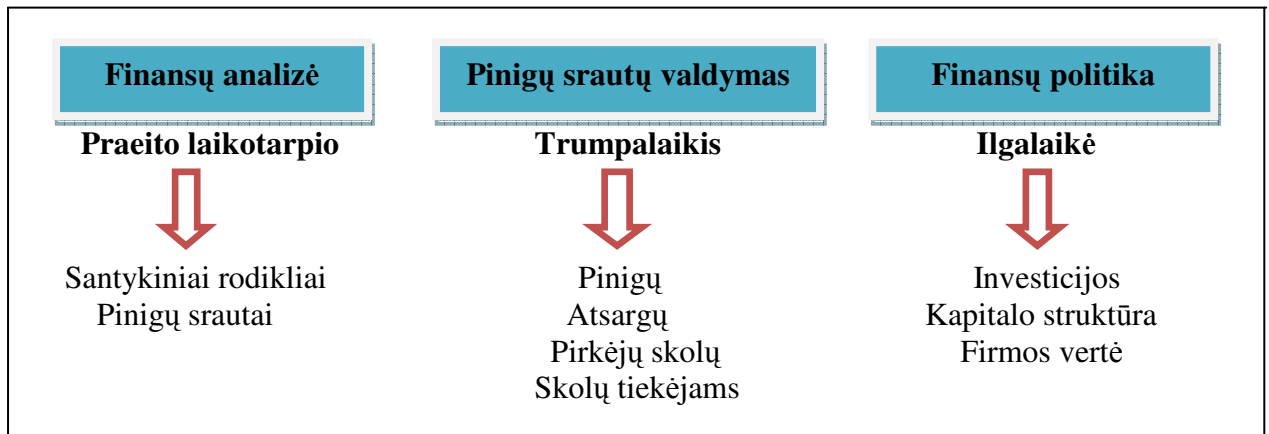 Finansų analizė
Praeito laikotarpio
Santykiniai rodikliai
Pinigų srautai
Pinigų srautų valdymas
Trumpalaikis
Pinigų
Atsargų
Pirkėjų skolų
Skolų tiekėjams
Finansų politika
Ilgalaikė
Investicijos
Kapitalo struktūra
Firmos vertė